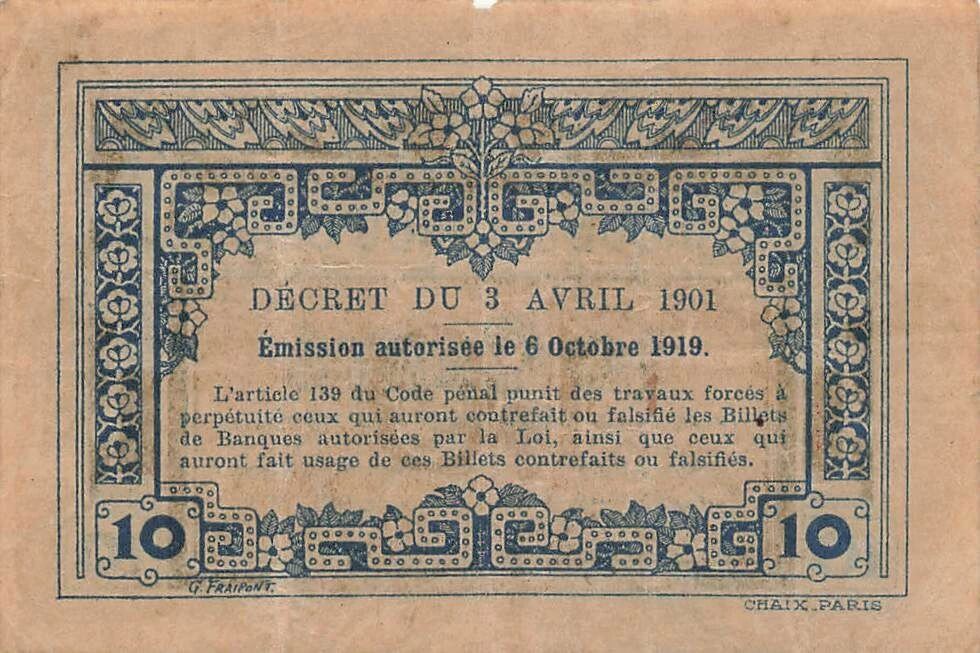 DÉCRET DU 3 AVRIL 1901
Émission autorisée le 6 Octobre 1919.
L'article 139 du Code pénal punit des travaux forcés à
perpétuité ceux qui auront contrefait ou falsifié les Billets
de Banques autorisées par la Loi, ainsi que ceux qui
auront fait usage de ces Billets contrefaits ou falsifiés.
10 10
G. FRAIPONT.
CHAIX_PARIS